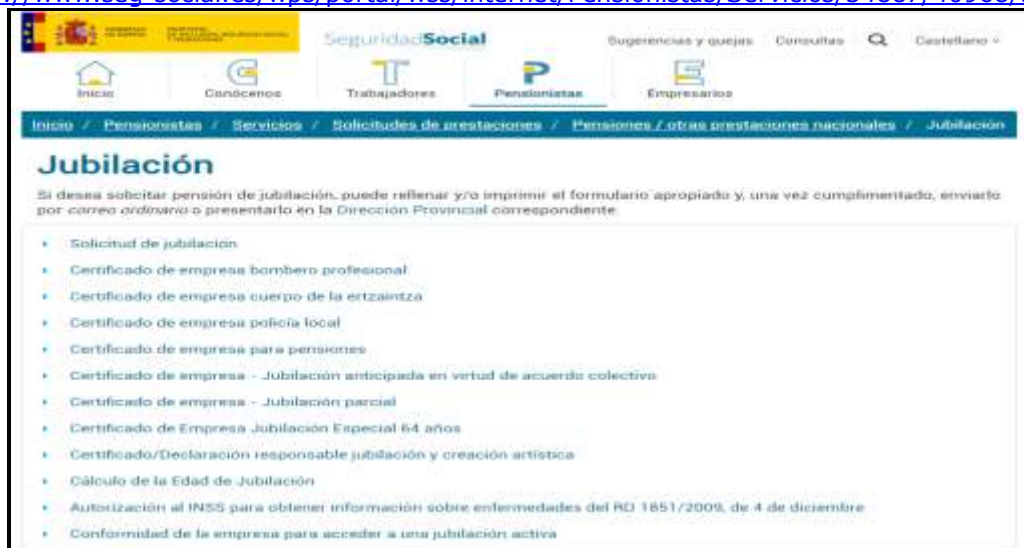 SeguridadSocial
Sugerencias y quejas Consultas Castellano
Inicio Conócenos Trabajadores Pensionistas Empresarios
Inicio / Pensionistas / Servicios / Solicitudes de prestaciones / Pensiones / otras prestaciones nacionales / Jubilación
Jubilación
Si desea solicitar pensión de jubilación, puede rellenar y/o imprimir el formulario apropiado y, una vez cumplimentado, enviarlo
por correo ordinario o presentarlo en la Dirección Provincial correspondiente.
Solicitud de jubilación
Certificado de empresa bombero profesional
Certificado de empresa cuerpo de la ertzaintza
Certificado de empresa policía local
Certificado de empresa para pensiones
Certificado de empresa - Jubilación anticipada en virtud de acuerdo colectivo
Certificado de empresa - Jubilación parcial
Certificado de Empresa Jubilación Especial 64 años
Certificado/Declaración responsable jubilación y creación artística
Cálculo de la Edad de Jubilación
Autorización al INSS para obtener información sobre enfermedades del RD 1851/2009, de 4 de diciembre
Conformidad de la empresa para acceder a una jubilación activa